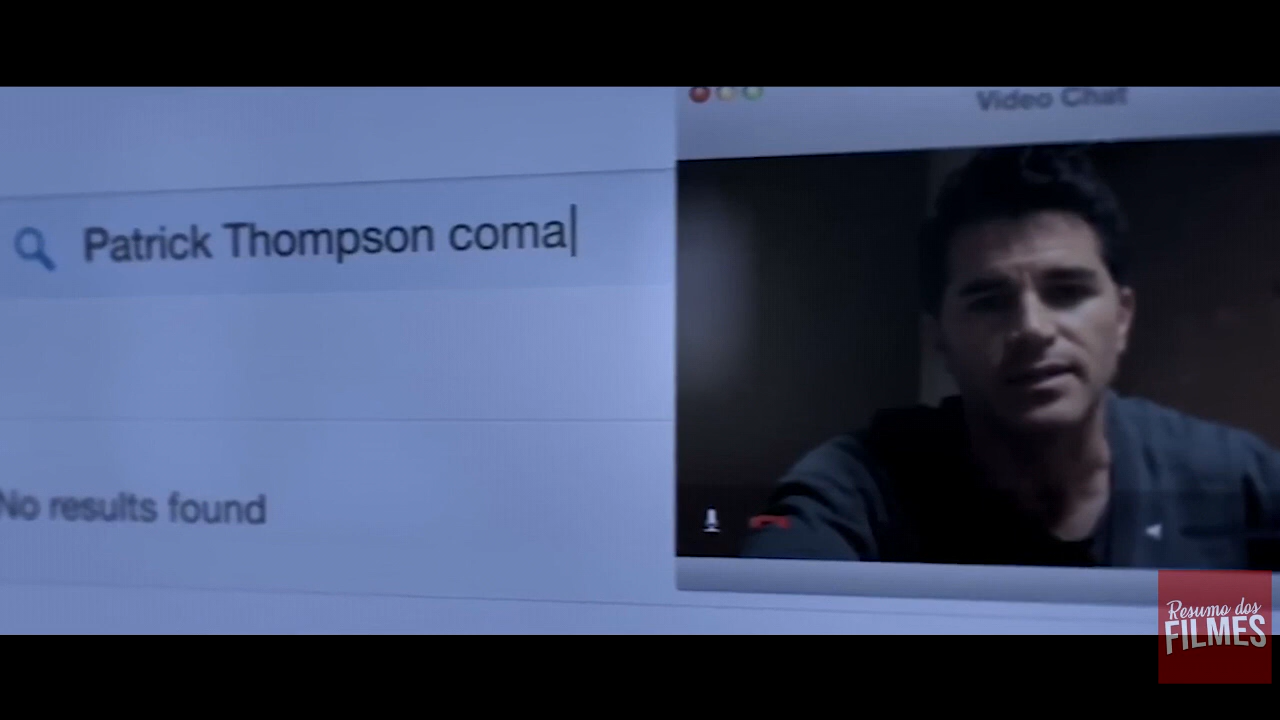 Video Chat
Patrick Thompson coma
No results found
Resumo dos
FILMES